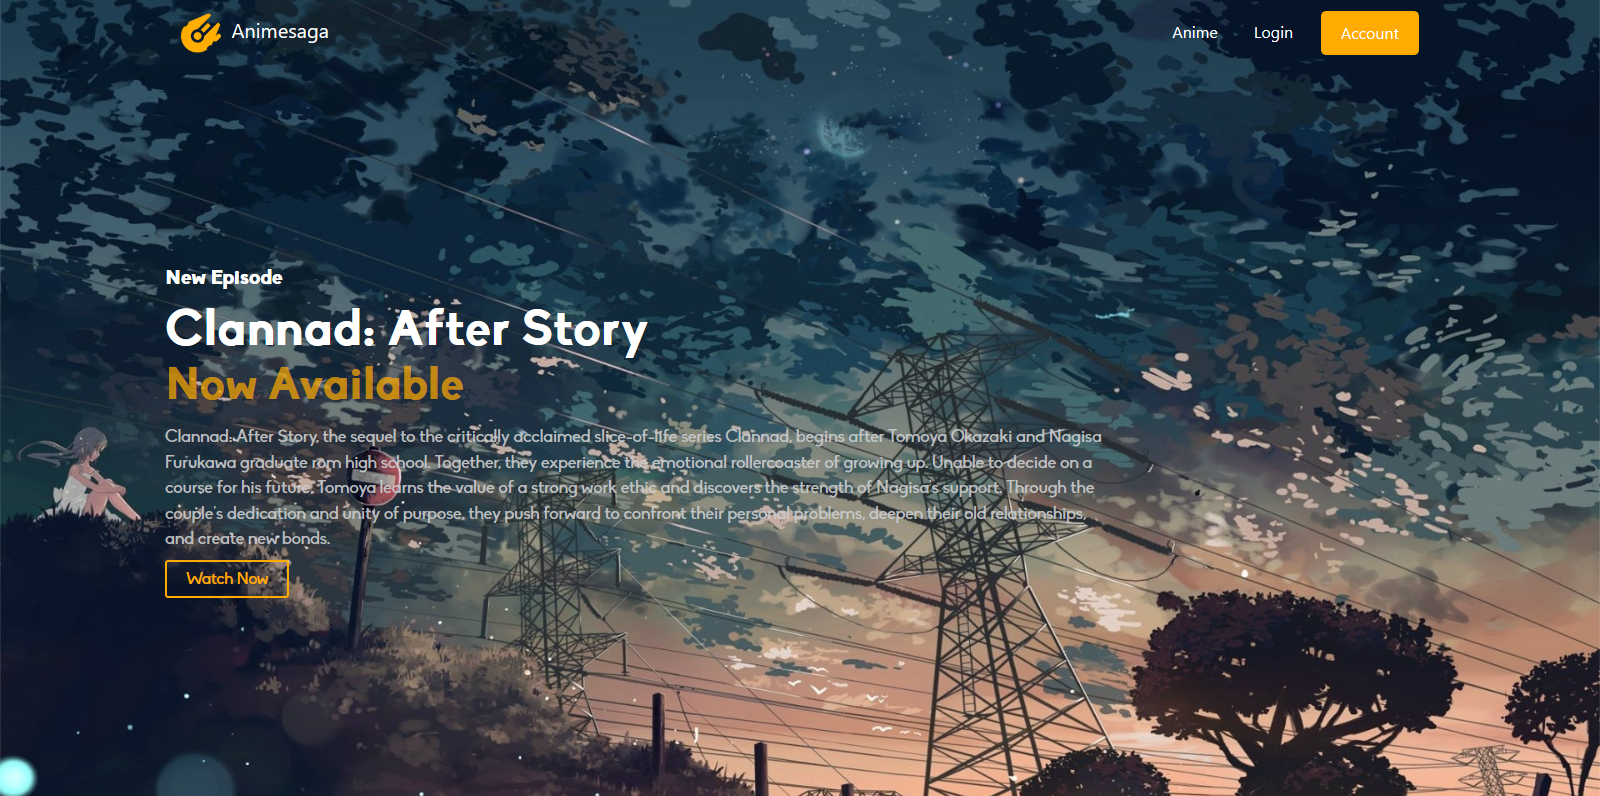 Animesaga
Anime
Login
Account
New Episode
Clannad: After Story
Now Available
Clannad: After Story, the sequel to the critically acclaimed slice-of-life series Clannad, begins after Tomoya Okazaki and Nagisa
Furukawa graduate rom high school. Together, they experience the emotional rollercoaster of growing up. Unable to decide on a
course for his future, Tomoya learns the value of a strong work ethic and discovers the strength of Nagisa's support. Through the
couple's dedication and unity of purpose, they push forward to confront their personal problems, deepen their old relationships,
and create new bonds.
Watch Now